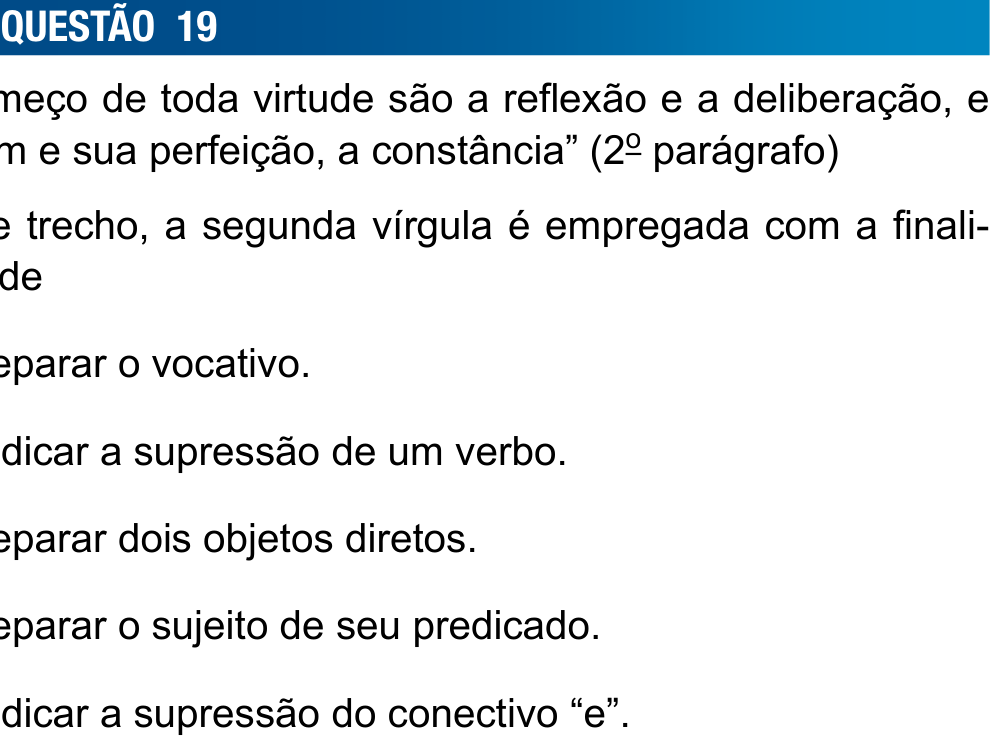 QUESTÃO 19
meço de toda virtude são a reflexão e a deliberação, e
m e sua perfeição, a constância” (2º parágrafo)
e trecho, a segunda vírgula é empregada com a finali-
de
eparar o vocativo.
dicar a supressão de um verbo.
eparar dois objetos diretos.
eparar o sujeito de seu predicado.
dicar a supressão do conectivo “e”.